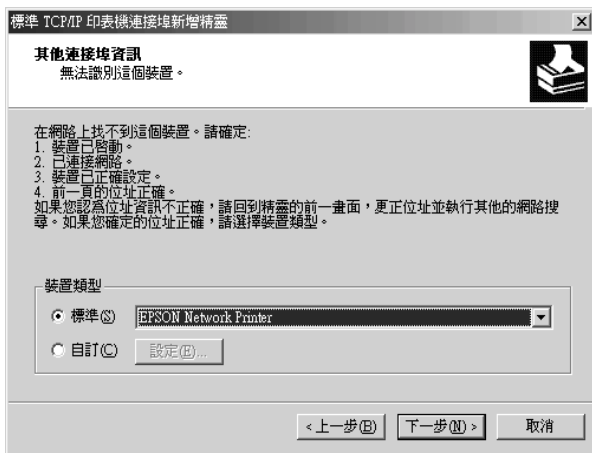 標準 TCP/IP 印表機連接埠新增精靈
其他連接埠資訊
無法識別這個裝置。
在網路上找不到這個裝置。請確定:
1. 裝置已啓動。
2. 已連接網路。
3. 裝置已正確設定。
4. 前一頁的位址正確。
如果您認爲位址資訊不正確，請回到精靈的前一畫面，更正位址並執行其他的網路搜
尋。如果您確定的位址正確，請選擇裝置類型。
裝置類型
標準(S) EPSON Network Printer
自訂(C) 設定(E)...
<上一步(B) 下一步(N)> 取消